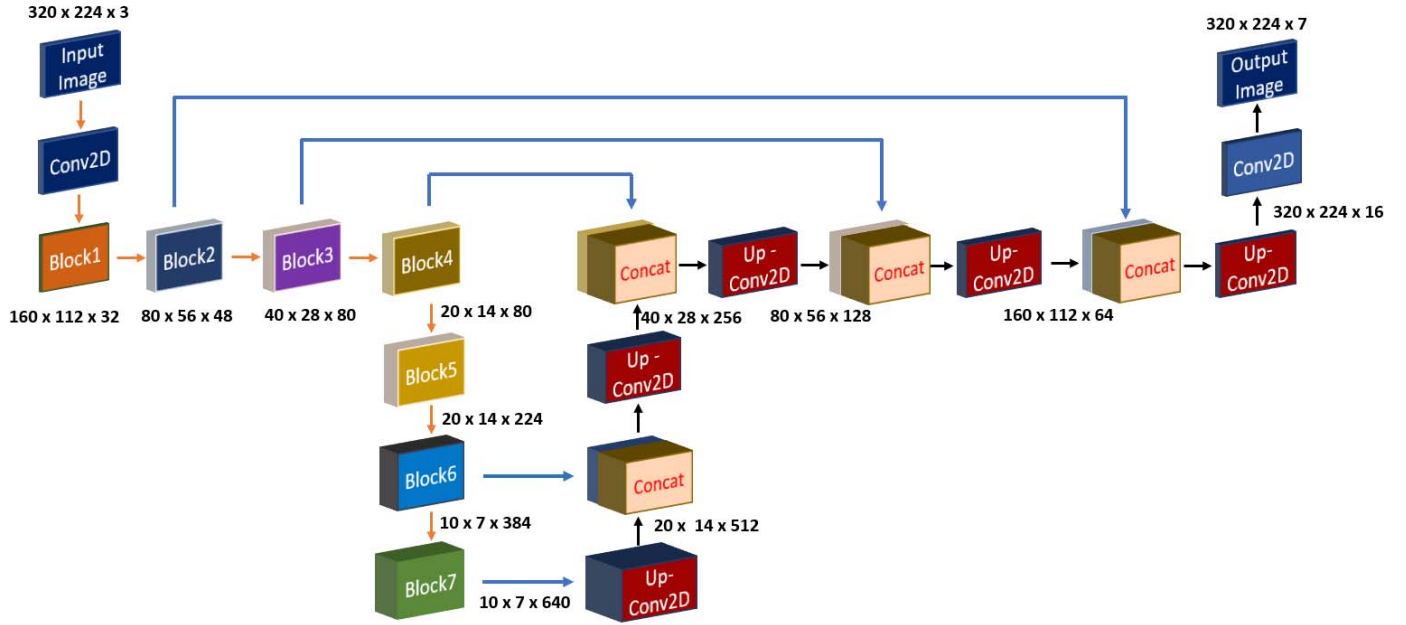 320 x 224 x 3
Input
Image
Conv2D
Block1
160 x 112 x 32
Block2
80 x 56 x 48
Block3
40 x 28 x 80
Block4
20 x 14 x 80
Block5
20 x 14 x 224
Block6
10 x 7 x 384
Block7
10 x 7 x 640
Up-
Conv2D
20 x 14 x 512
Concat
Up -
Conv2D
40 x 28 x 256
Concat
Up -
Conv2D
80 x 56 x 128
Concat
Up-
Conv2D
160 x 112 x 64
Concat
Up-
Conv2D
320 x 224 x 16
Conv2D
Output
Image
320 x 224 x 7